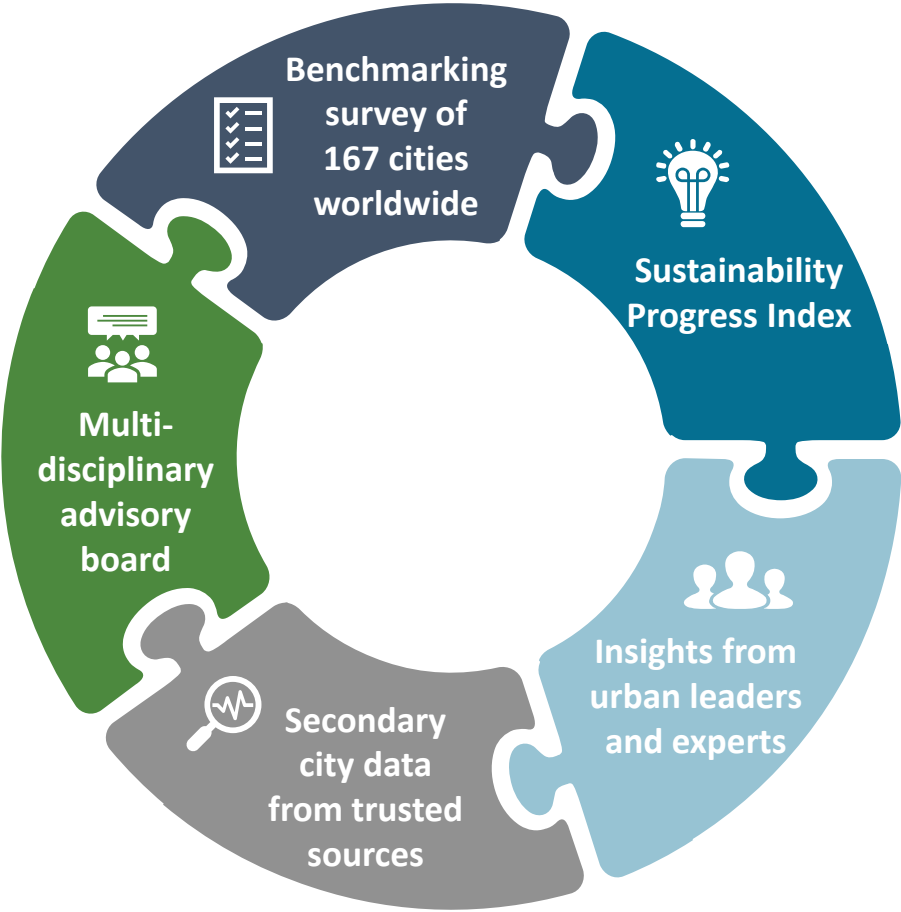 Benchmarking
survey of
167 cities
worldwide
Sustainability
Progress Index
Insights from
urban leaders
and experts
Secondary
city data
from trusted
sources
Multi-
disciplinary
advisory
board